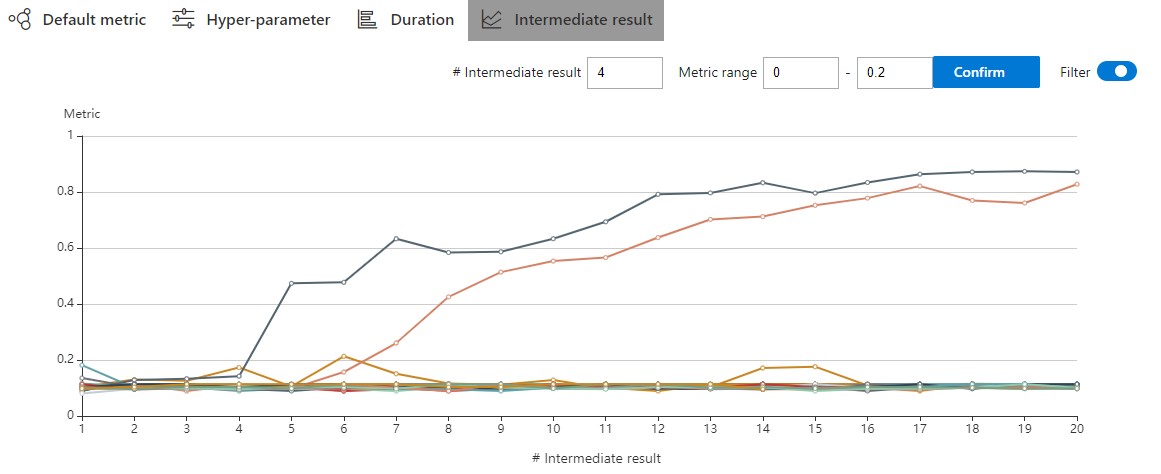 Default metric Hyper-parameter Duration Intermediate result
# Intermediate result 4 Metric range 0 - 0.2 Confirm Filter
Metric
1
0.8
0.6
0.4
0.2
0
1 2 3 4 5 6 7 8 9 10 11 12 13 14 15 16 17 18 19 20
# Intermediate result